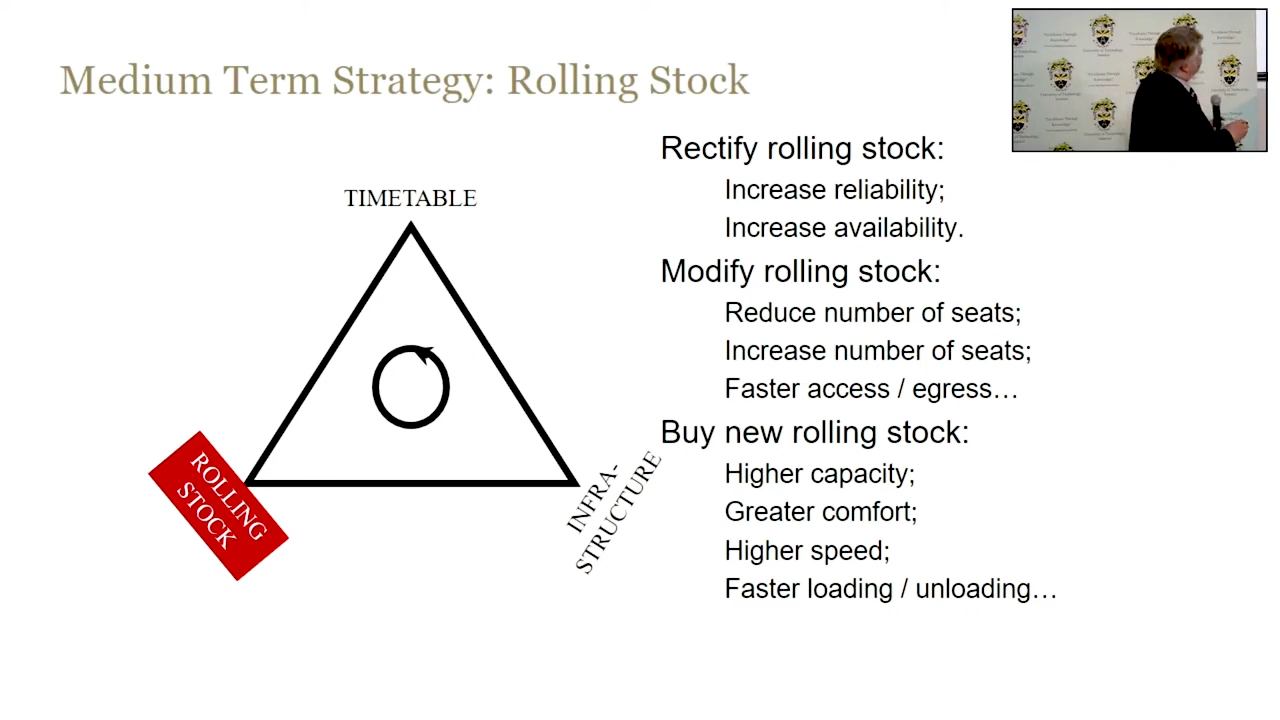 Medium Term Strategy: Rolling Stock
Rectify rolling stock:
Increase reliability;
Increase availability.
Modify rolling stock:
Reduce number of seats;
Increase number of seats;
Faster access / egress…
Buy new rolling stock:
Higher capacity;
Greater comfort;
Higher speed;
Faster loading / unloading…
TIMETABLE
ROLLING
STOCK
INFRA-
STRUCTURE